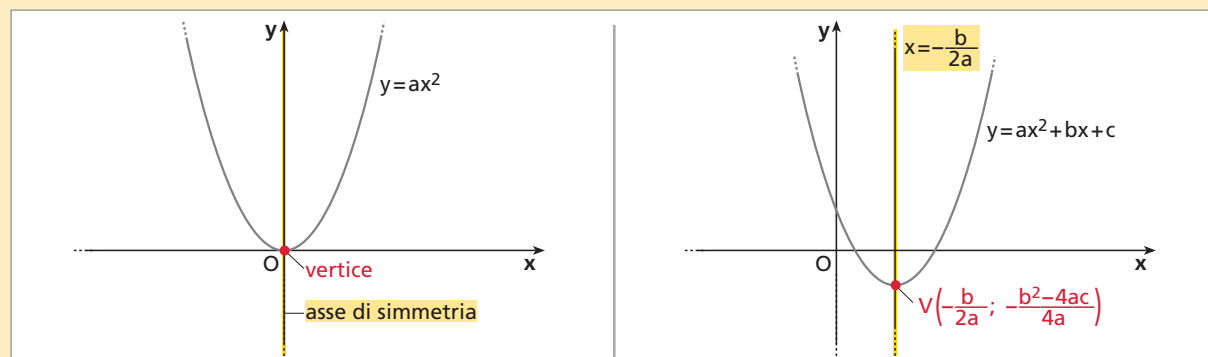 y
y=ax²
O
x
vertice
asse di simmetria
y
x=-b/2a
y=ax²+bx+c
O
x
V(-b/2a; -b²-4ac/4a)